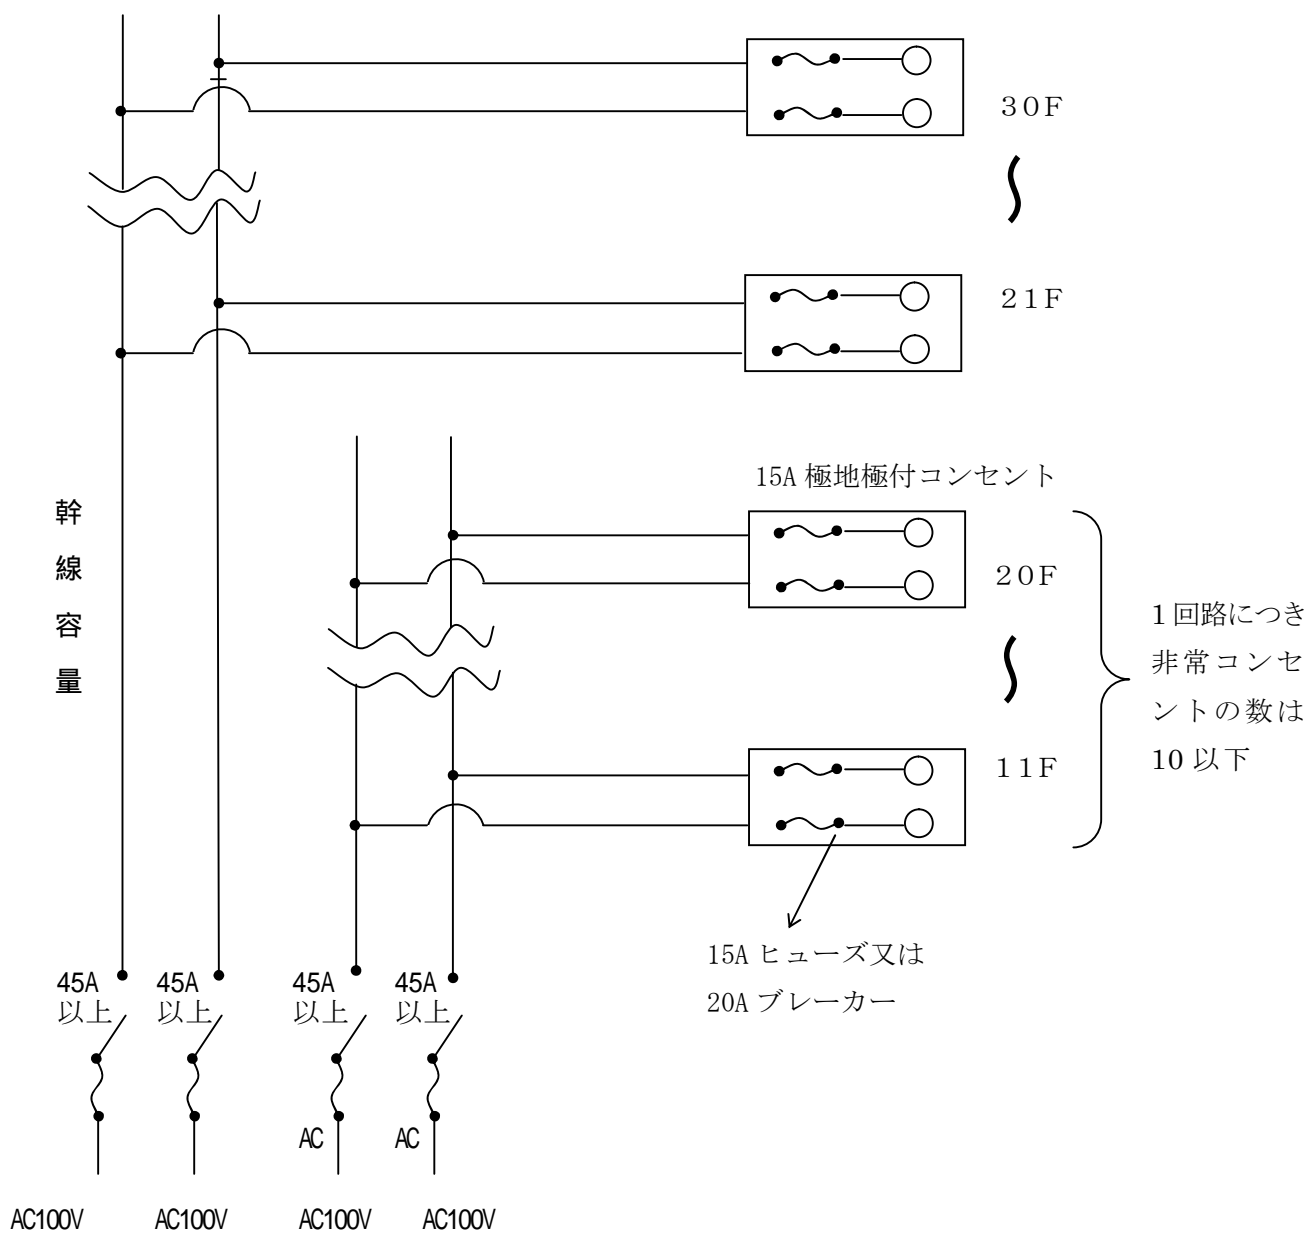 ３０F
２１F
15A 極地極付コンセント
幹
線
容
量
２０F
1 回路につき
非常コンセ
ントの数は
10 以下
１１F
15A ヒューズ又は
20A ブレーカー
45A
以上
45A
以上
45A
以上
45A
以上
AC
AC
AC100V
AC100V
AC100V
AC100V